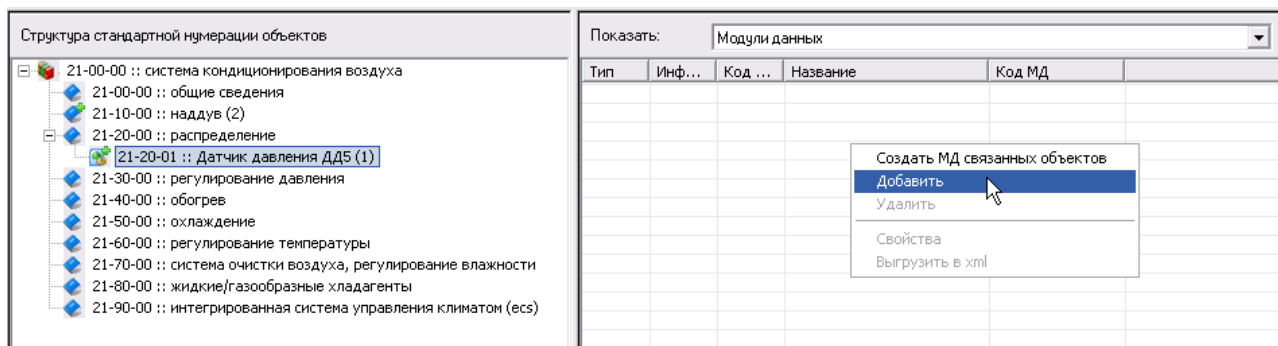 Структура стандартной нумерации объектов
21-00-00 :: система кондиционирования воздуха
21-00-00 :: общие сведения
21-10-00 :: наддув (2)
21-20-00 :: распределение
21-20-01 :: Датчик давления ДД5 (1)
21-30-00 :: регулирование давления
21-40-00 :: обогрев
21-50-00 :: охлаждение
21-60-00 :: регулирование температуры
21-70-00 :: система очистки воздуха, регулирование влажности
21-80-00 :: жидкие/газообразные хладагенты
21-90-00 :: интегрированная система управления климатом (ecs)
Показать: Модули данных
Тип Инф... Код ... Название Код МД
Создать МД связанных объектов
Добавить
Удалить
Свойства
Выгрузить в xml